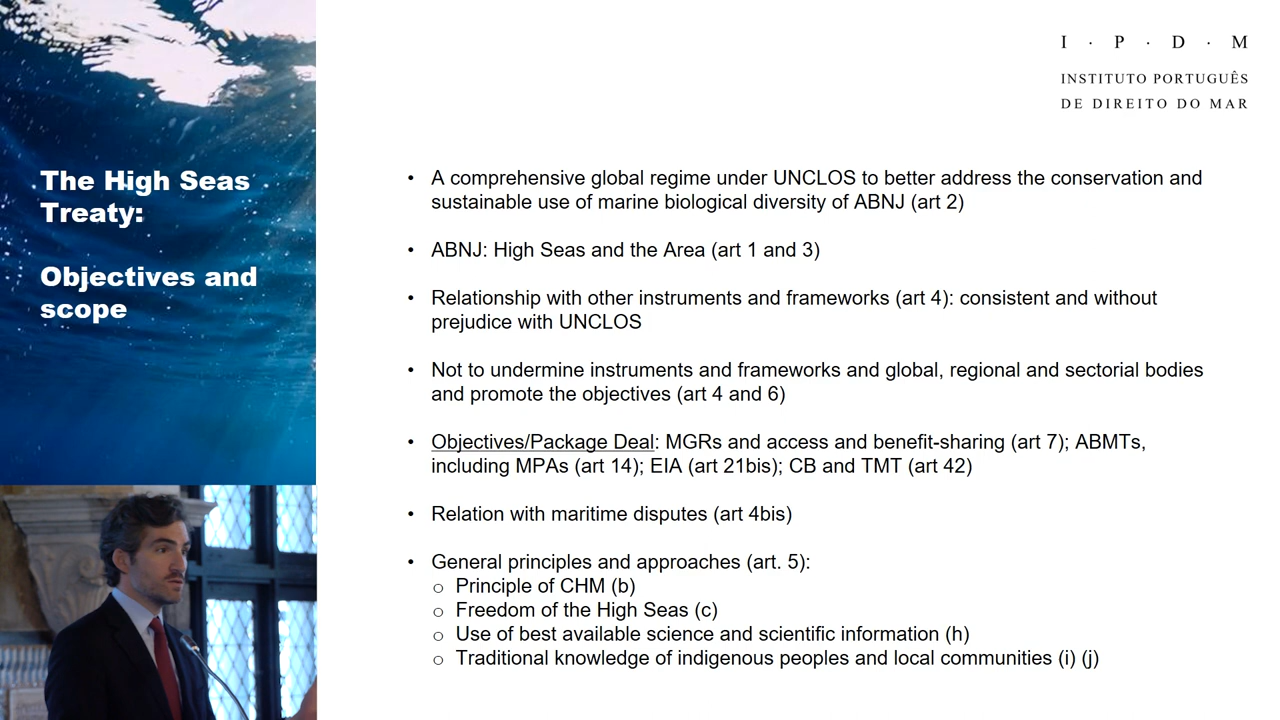 I · P · D · M
INSTITUTO PORTUGUÊS
DE DIREITO DO MAR
The High Seas
Treaty:
Objectives and
scope
• A comprehensive global regime under UNCLOS to better address the conservation and
sustainable use of marine biological diversity of ABNJ (art 2)
• ABNJ: High Seas and the Area (art 1 and 3)
• Relationship with other instruments and frameworks (art 4): consistent and without
prejudice with UNCLOS
• Not to undermine instruments and frameworks and global, regional and sectorial bodies
and promote the objectives (art 4 and 6)
• Objectives/Package Deal: MGRs and access and benefit-sharing (art 7); ABMTs,
including MPAs (art 14); EIA (art 21bis); CB and TMT (art 42)
• Relation with maritime disputes (art 4bis)
• General principles and approaches (art. 5):
o Principle of CHM (b)
o Freedom of the High Seas (c)
o Use of best available science and scientific information (h)
o Traditional knowledge of indigenous peoples and local communities (i) (j)